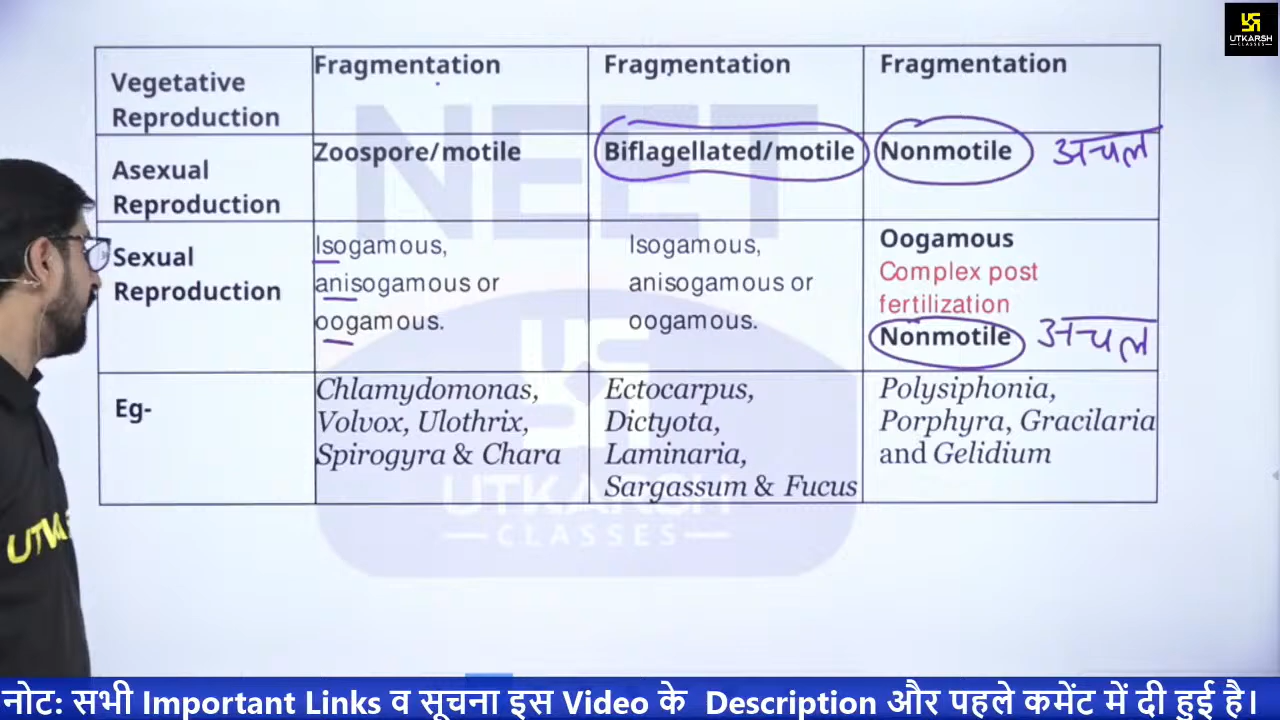 UTKARSH
CLASSES
Vegetative
Reproduction
Fragmentation
Fragmentation
Fragmentation
Asexual
Reproduction
Zoospore/motile
Biflagellated/motile
Nonmotile
अचल
Sexual
Reproduction
Isogamous,
anisogamous or
oogamous.
Isogamous,
anisogamous or
oogamous.
Oogamous
Complex post
fertilization
Nonmotile
अचल
Eg-
Chlamydomonas,
Volvox, Ulothrix,
Spirogyra & Chara
Ectocarpus,
Dictyota,
Laminaria,
Sargassum & Fucus
Polysiphonia,
Porphyra, Gracilaria
and Gelidium
NEET
UTKARSH
CLASSES
नोट: सभी Important Links व सूचना इस Video के Description और पहले कमेंट में दी हुई है।